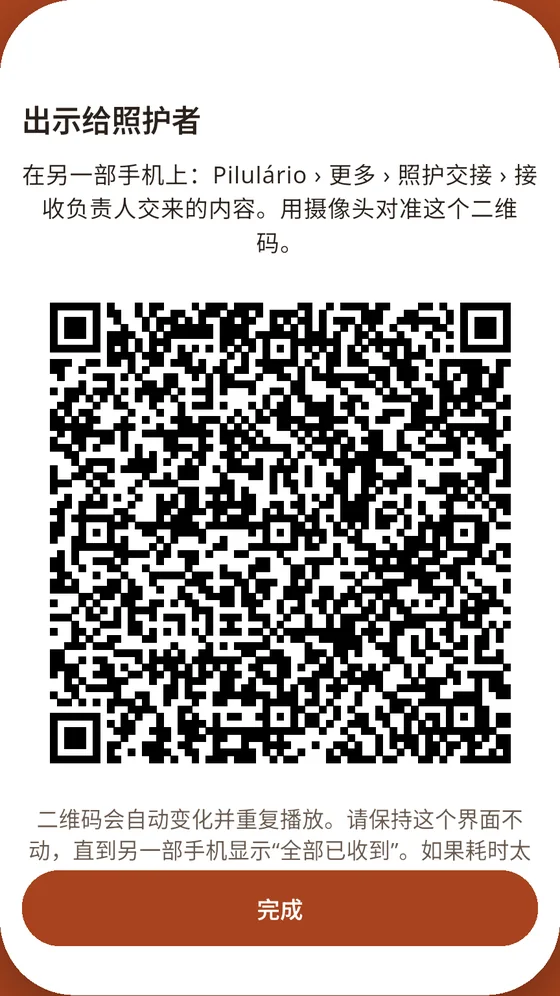 出示给照护者
在另一部手机上：Pilulário › 更多 › 照护交接 › 接
收负责人交来的内容。用摄像头对准这个二维
码。
二维码会自动变化并重复播放。请保持这个界面不
动，直到另一部手机显示“全部已收到”。如果耗时太
完成